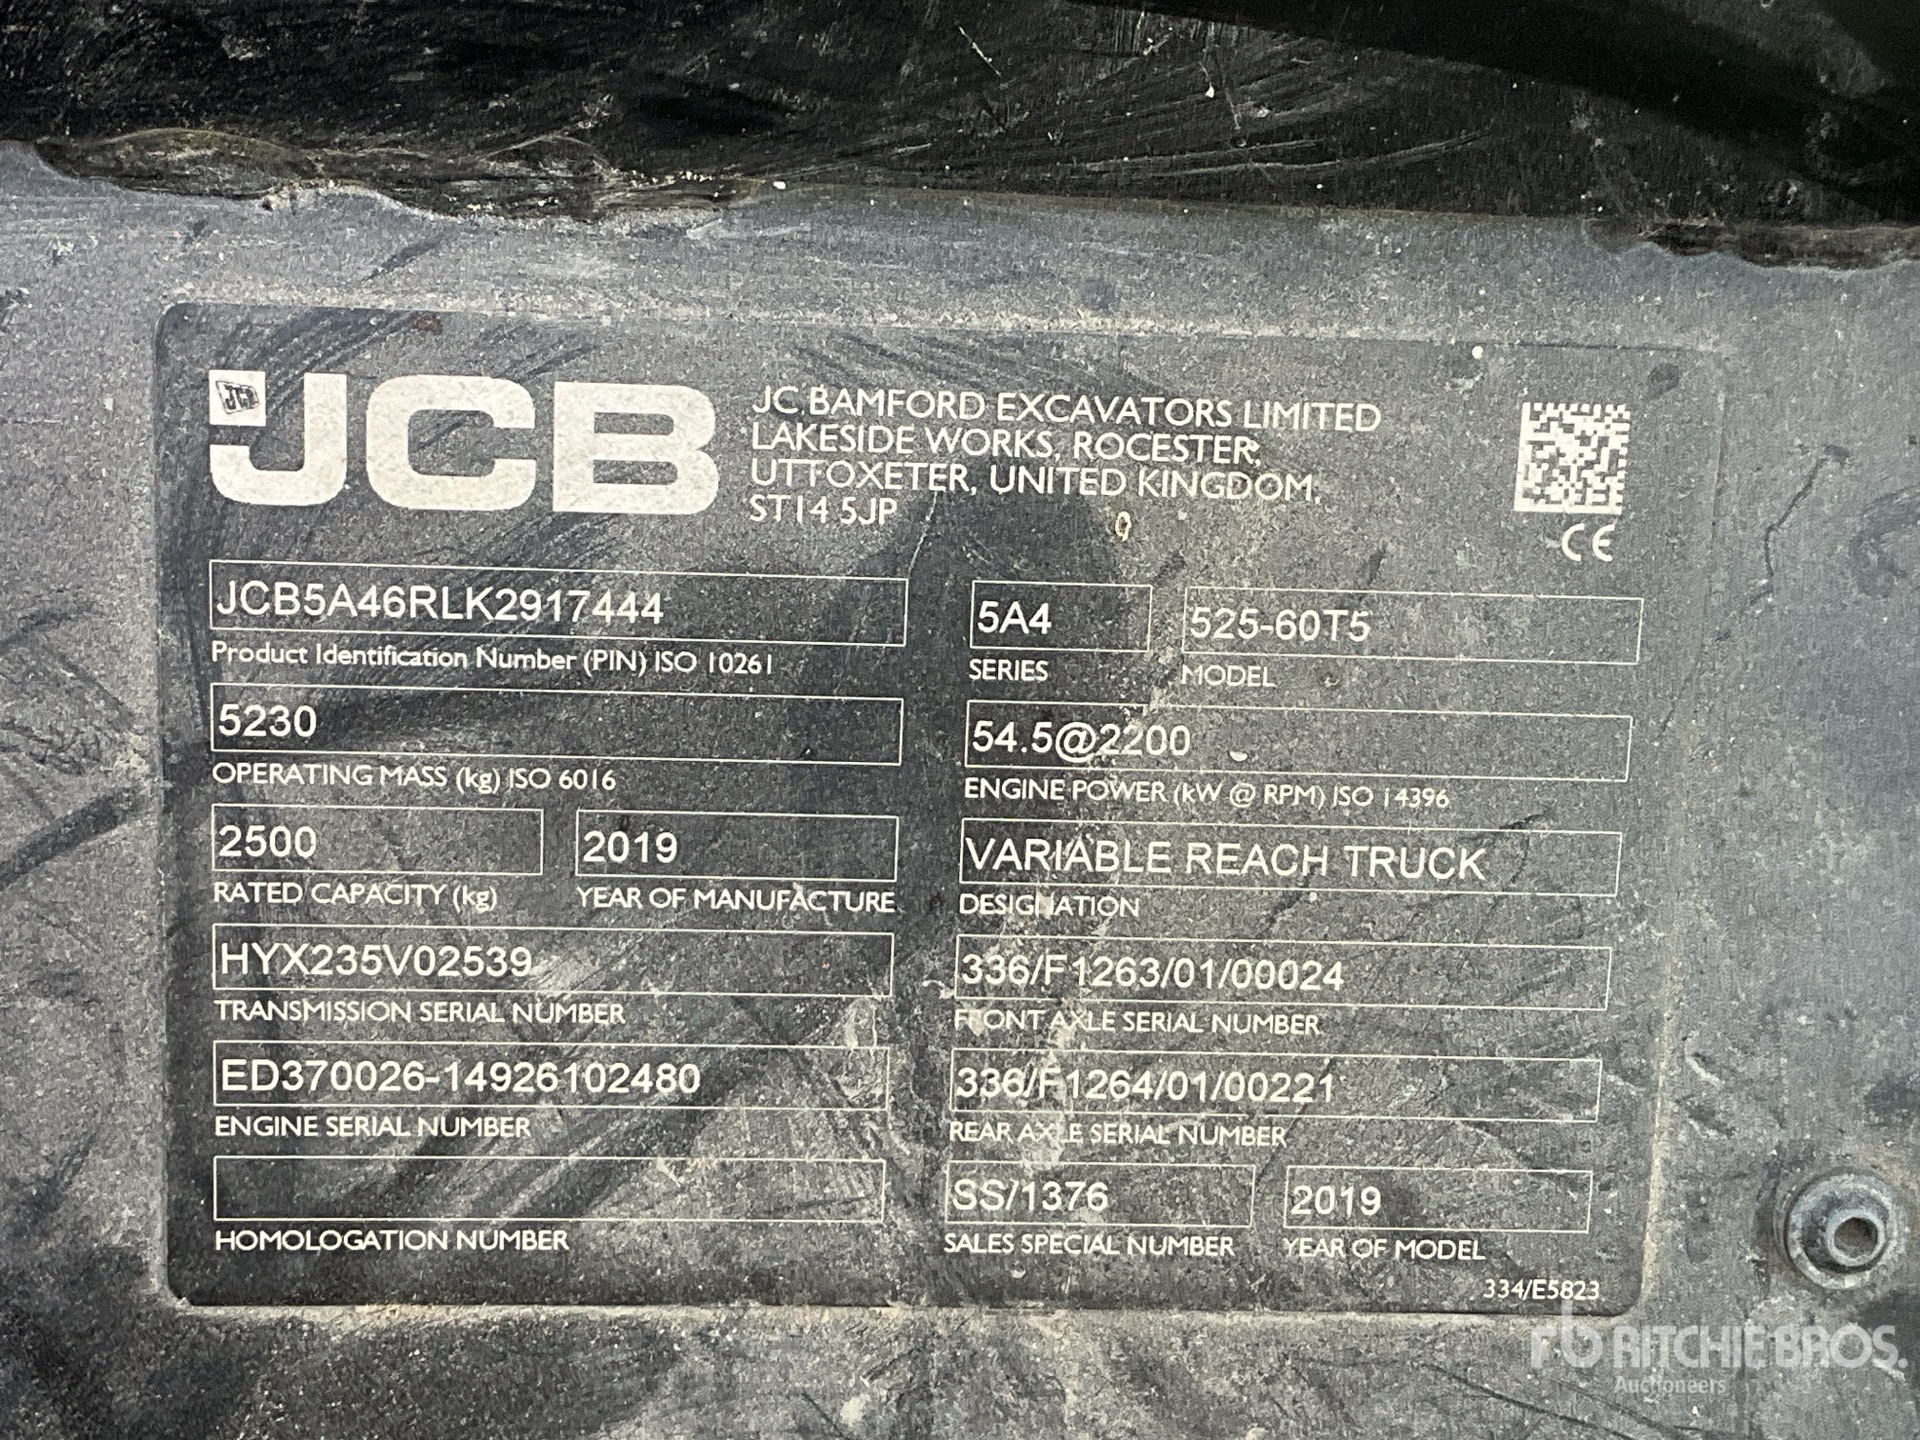 JCB
JCB
JC BAMFORD EXCAVATORS LIMITED
LAKESIDE WORKS, ROCESTER,
UTTOXETER, UNITED KINGDOM,
ST14 5JP
CE
JCB5A46RLK2917444
Product Identification Number (PIN) ISO 10261
5A4
SERIES
525-60T5
MODEL
5230
OPERATING MASS (kg) ISO 6016
54.5@2200
ENGINE POWER (kW @ RPM) ISO 14396
2500
RATED CAPACITY (kg)
2019
YEAR OF MANUFACTURE
VARIABLE REACH TRUCK
DESIGNATION
HYX235V02539
TRANSMISSION SERIAL NUMBER
336/F1263/01/00024
FRONT AXLE SERIAL NUMBER
ED370026-14926102480
ENGINE SERIAL NUMBER
336/F1264/01/00221
REAR AXLE SERIAL NUMBER
HOMOLOGATION NUMBER
SS/1376
SALES SPECIAL NUMBER
2019
YEAR OF MODEL
334/E5823
rb RITCHIE BROS.
Auctioneers